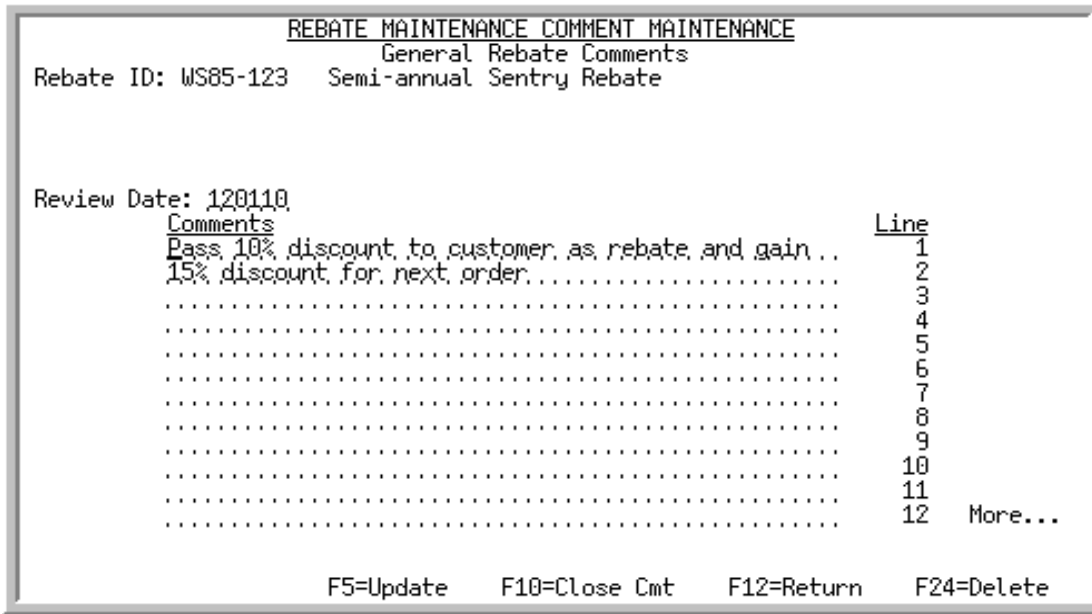 REBATE MAINTENANCE COMMENT MAINTENANCE
General Rebate Comments
Rebate ID: WS85-123 Semi-annual Sentry Rebate
Review Date: 120110
Comments Line
Pass 10% discount to customer as rebate and gain 1
15% discount for next order 2
3
4
5
6
7
8
9
10
11
12 More...
F5=Update F10=Close Cmt F12=Return F24=Delete